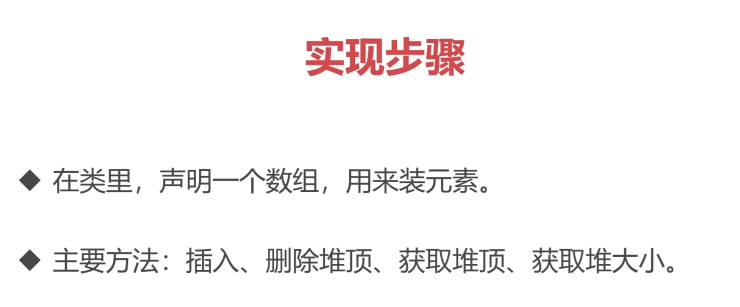 实现步骤
◆ 在类里，声明一个数组，用来装元素。
◆ 主要方法：插入、删除堆顶、获取堆顶、获取堆大小。